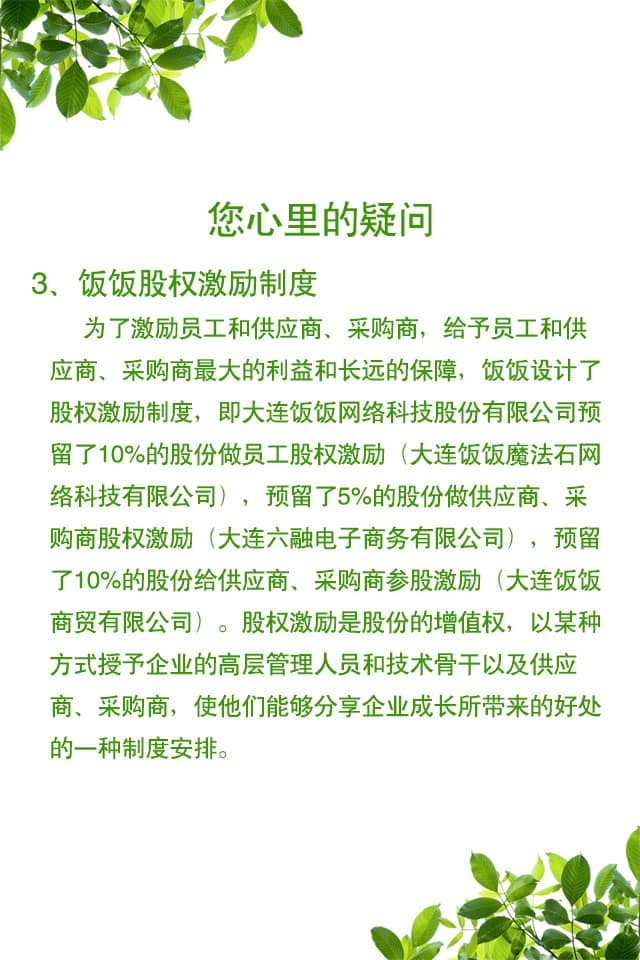 您心里的疑问
3、饭饭股权激励制度
为了激励员工和供应商、采购商，给予员工和供
应商、采购商最大的利益和长远的保障，饭饭设计了
股权激励制度，即大连饭饭网络科技股份有限公司预
留了10%的股份做员工股权激励（大连饭饭魔法石网
络科技有限公司），预留了5%的股份做供应商、采
购商股权激励（大连六融电子商务有限公司），预留
了10%的股份给供应商、采购商参股激励（大连饭饭
商贸有限公司）。股权激励是股份的增值权，以某种
方式授予企业的高层管理人员和技术骨干以及供应
商、采购商，使他们能够分享企业成长所带来的好处
的一种制度安排。